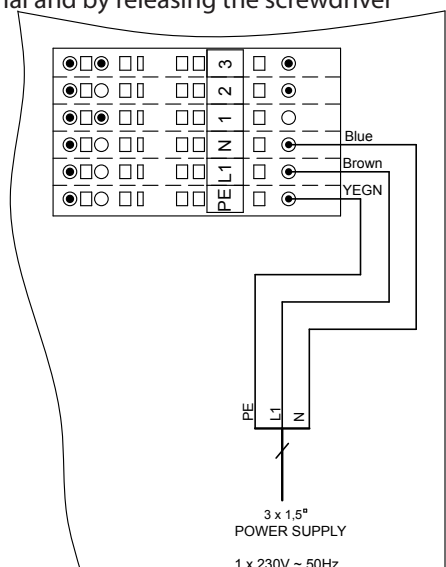 nal and by releasing the screwdriver
3
2
1
N
L1
PE
Blue
Brown
YEGN
PE
L1
N
3 x 1,5¤
POWER SUPPLY
1 x 230V ~ 50Hz